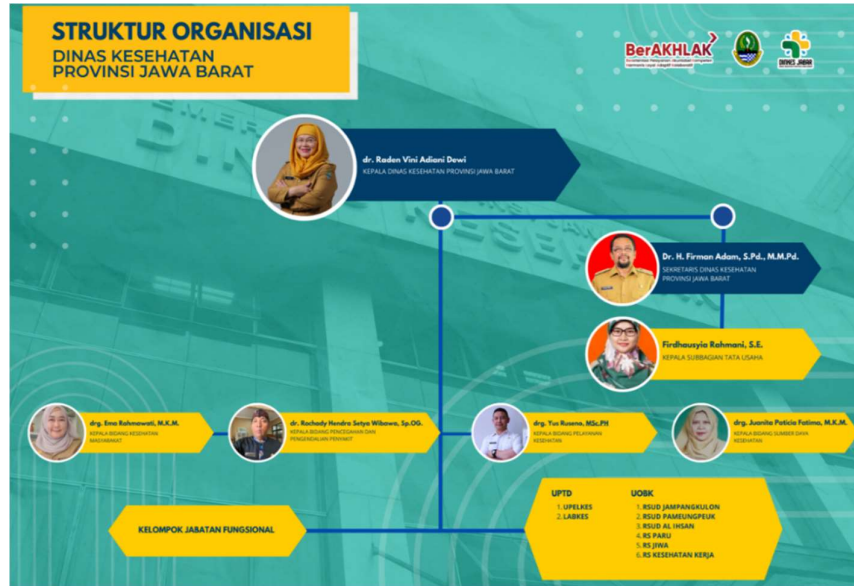 STRUKTUR ORGANISASI
DINAS KESEHATAN
PROVINSI JAWA BARAT
BerAKHLAK
DINKES JABAR
dr. Raden Vini Adiani Dewi
KEPALA DINAS KESEHATAN PROVINSI JAWA BARAT
Dr. H. Firman Adam, S.Pd., M.M.Pd.
SEKRETARIS DINAS KESEHATAN
PROVINSI JAWA BARAT
Firdhausyia Rahmani, S.E.
KEPALA SUBBAGIAN TATA USAHA
drg. Ema Rahmawati, M.K.M.
KEPALA BIDANG KESEHATAN
MASYARAKAT
dr. Rochady Hendra Setya Wibawa, Sp.OG.
KEPALA BIDANG PENCEGAHAN DAN
PENGENDALIAN PENYAKIT
drg. Yus Ruseno, MSc.PH
KEPALA BIDANG PELAYANAN
KESEHATAN
drg. Juanita Paticia Fatima, M.K.M.
KEPALA BIDANG SUMBER DAYA
KESEHATAN
KELOMPOK JABATAN FUNGSIONAL
UPTD
1. UPELKES
2. LABKES
UOBK
1. RSUD JAMPANGKULON
2. RSUD PAMEUNGPEUK
3. RSUD AL IHSAN
4. RS PARU
5. RS JIWA
6. RS KESEHATAN KERJA